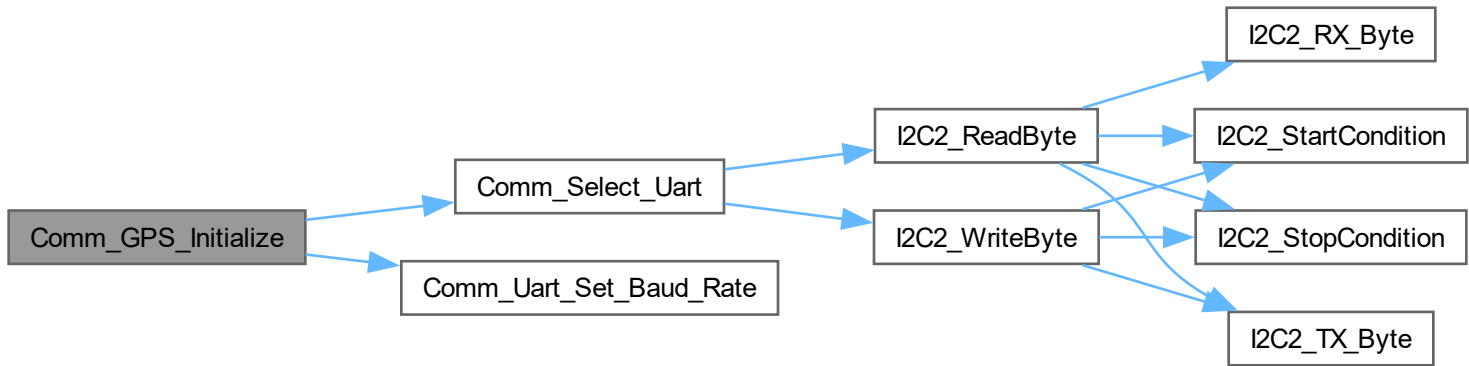 Comm_GPS_Initialize
Comm_Select_Uart
Comm_Uart_Set_Baud_Rate
I2C2_ReadByte
I2C2_WriteByte
I2C2_RX_Byte
I2C2_StartCondition
I2C2_StopCondition
I2C2_TX_Byte